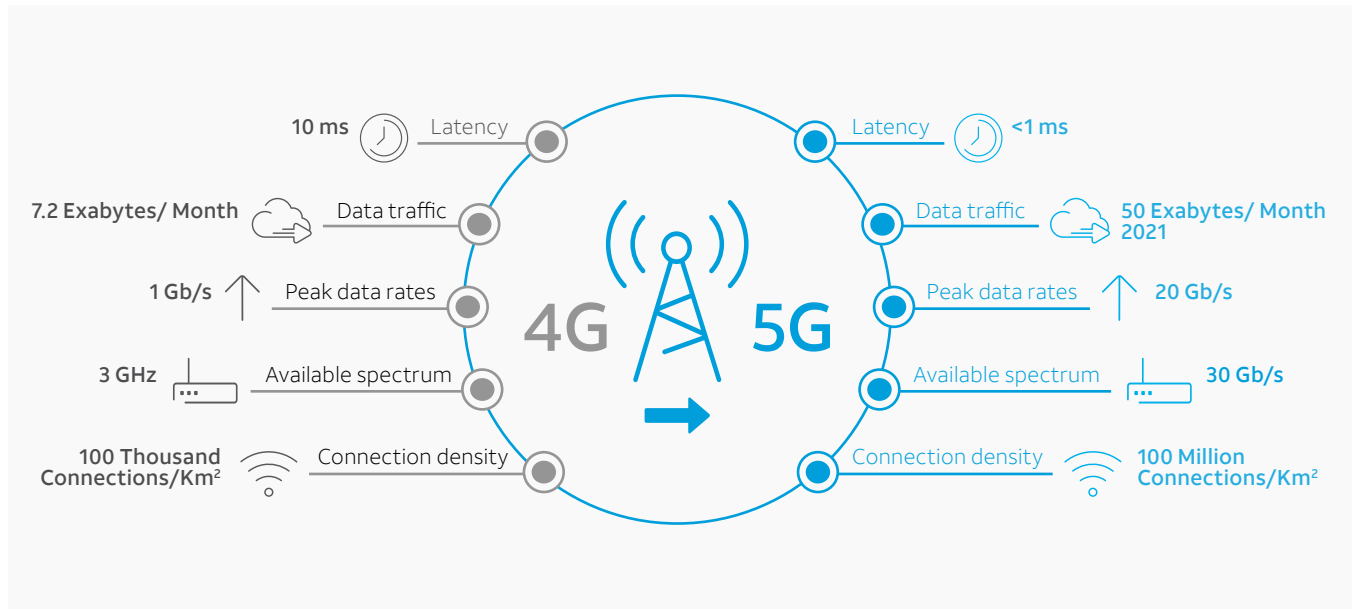 10 ms
Latency
7.2 Exabytes/ Month
Data traffic
1 Gb/s
Peak data rates
3 GHz
Available spectrum
100 Thousand
Connections/Km²
Connection density
4G
5G
Latency
<1 ms
Data traffic
50 Exabytes/ Month
2021
Peak data rates
20 Gb/s
Available spectrum
30 Gb/s
Connection density
100 Million
Connections/Km²